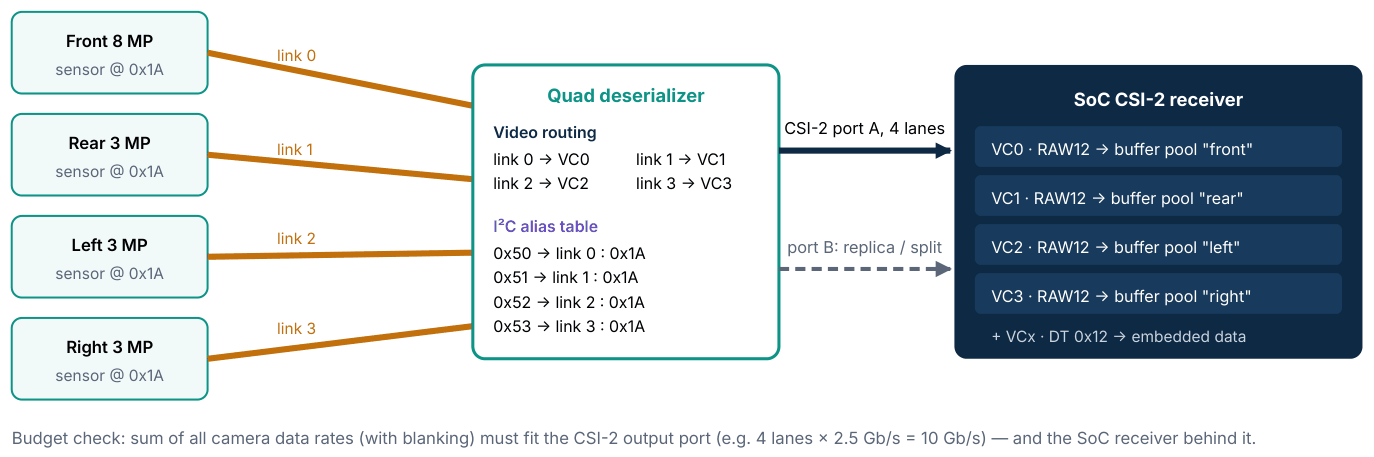 Front 8 MP
sensor @ 0x1A
link 0
Rear 3 MP
sensor @ 0x1A
link 1
Left 3 MP
sensor @ 0x1A
link 2
Right 3 MP
sensor @ 0x1A
link 3
Quad deserializer
Video routing
link 0 → VC0 link 1 → VC1
link 2 → VC2 link 3 → VC3
I²C alias table
0x50 → link 0 : 0x1A
0x51 → link 1 : 0x1A
0x52 → link 2 : 0x1A
0x53 → link 3 : 0x1A
CSI-2 port A, 4 lanes
port B: replica / split
SoC CSI-2 receiver
VC0 · RAW12 → buffer pool "front"
VC1 · RAW12 → buffer pool "rear"
VC2 · RAW12 → buffer pool "left"
VC3 · RAW12 → buffer pool "right"
+ VCx · DT 0x12 → embedded data
Budget check: sum of all camera data rates (with blanking) must fit the CSI-2 output port (e.g. 4 lanes × 2.5 Gb/s = 10 Gb/s) — and the SoC receiver behind it.